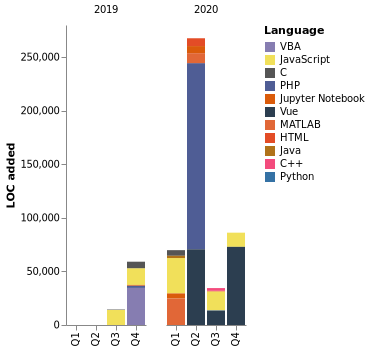 2019 2020
Language
VBA
JavaScript
C
PHP
Jupyter Notebook
Vue
MATLAB
HTML
Java
C++
Python
LOC added
250,000
200,000
150,000
100,000
50,000
0
Q1 Q2 Q3 Q4 Q1 Q2 Q3 Q4